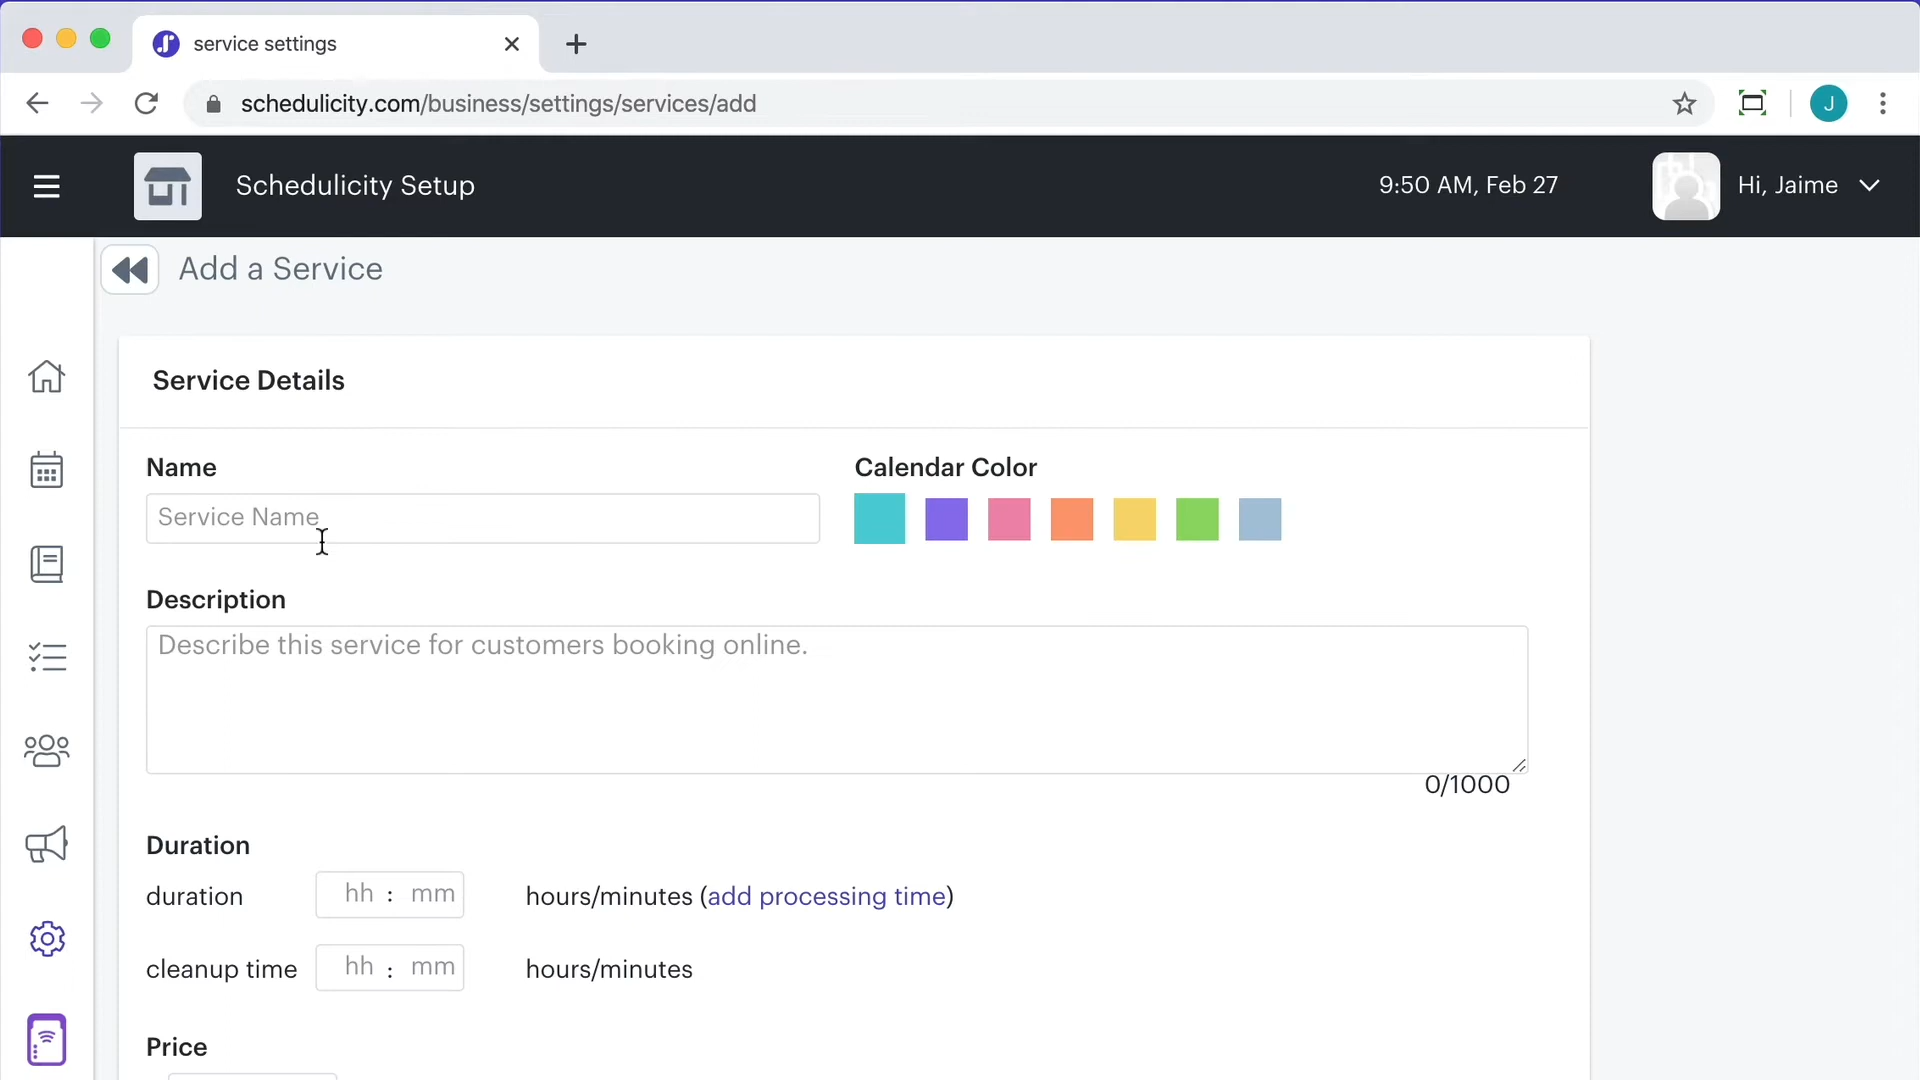 service settings
schedulicity.com/business/settings/services/add
J
Schedulicity Setup
9:50 AM, Feb 27
Hi, Jaime
Add a Service
Service Details
Name
Calendar Color
Service Name
Description
Describe this service for customers booking online.
0/1000
Duration
duration hh : mm hours/minutes (add processing time)
cleanup time hh : mm hours/minutes
Price